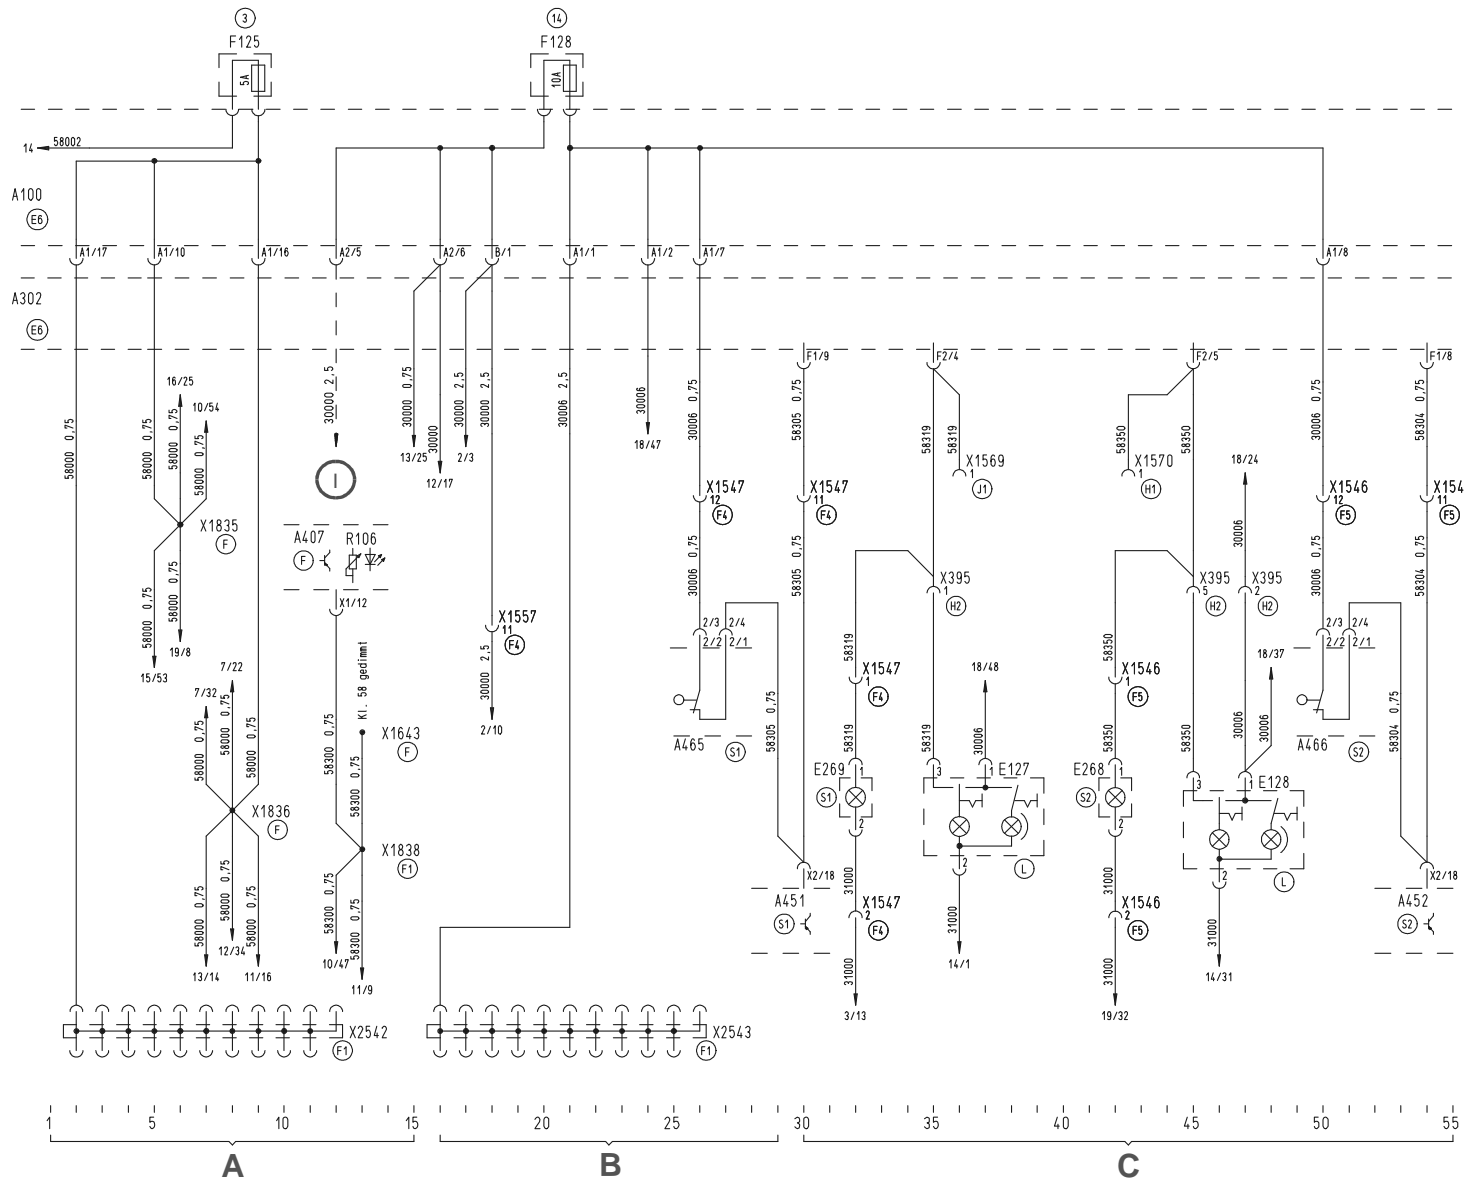 3
14
F125
F128
5A
10A
14
58002
A100
E6
A1/17
A1/10
A1/16
A2/5
A2/6
B/1
A1/1
A1/2
A1/7
A1/8
A302
E6
F1/9
F2/4
F2/5
F1/8
58000 0,75
58000 0,75
16/25
58000 0,75
10/54
58000 0,75
30000 2,5
30000 0,75
30000
30000 2,5
30000 2,5
30006 2,5
30006
30006 0,75
58305 0,75
58319
58319
58350
58350
30006 0,75
58304 0,75
13/25
12/17
2/3
18/47
X1569
1
J1
X1570
1
H1
18/24
I
X1547
12
F4
X1547
11
F4
X1546
12
F5
X154
11
F5
X1835
F
A407
F
R106
30006 0,75
58305 0,75
30006
30006 0,75
58304 0,75
58000 0,75
58000 0,75
19/8
15/53
X1/12
X395
1
H2
X395
5
H2
X395
2
H2
X1557
11
F4
30000 2,5
2/10
2/3
2/4
2/2
2/1
2/3
2/4
2/2
2/1
58319
58350
7/22
7/32
58000 0,75
58000 0,75
58000 0,75
58300 0,75
Kl. 58 gedimmt
X1547
1
F4
18/48
X1546
1
F5
18/37
X1643
F
A465
S1
58305 0,75
58319
58319
30006
58350
58350
30006
30006
A466
S2
58304 0,75
58300 0,75
E269
S1
1
2
3
1
E127
2
L
E268
S2
1
2
3
1
E128
2
L
X1836
F
X1838
F1
58000 0,75
58000 0,75
58000 0,75
58300 0,75
58300 0,75
X2/18
A451
S1
31000
X1547
2
F4
31000
31000
X1546
2
F5
31000
X2/18
A452
S2
13/14
12/34
11/16
10/47
11/9
31000
14/1
31000
14/31
3/13
19/32
X2542
F1
X2543
F1
1
5
10
15
20
25
30
35
40
45
50
55
A
B
C